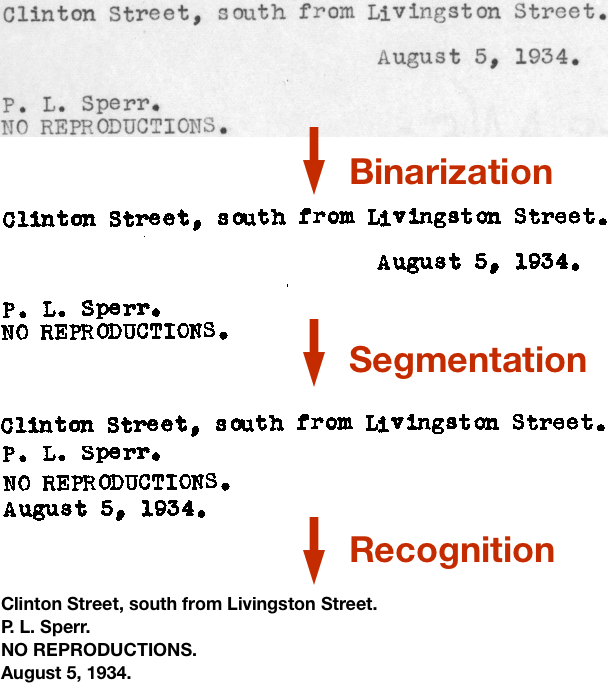 Clinton Street, south from Livingston Street.
August 5, 1934.
P. L. Sperr.
NO REPRODUCTIONS.
Binarization
Clinton Street, south from Livingston Street.
August 5, 1934.
P. L. Sperr.
NO REPRODUCTIONS.
Segmentation
Clinton Street, south from Livingston Street.
P. L. Sperr.
NO REPRODUCTIONS.
August 5, 1934.
Recognition
Clinton Street, south from Livingston Street.
P. L. Sperr.
NO REPRODUCTIONS.
August 5, 1934.